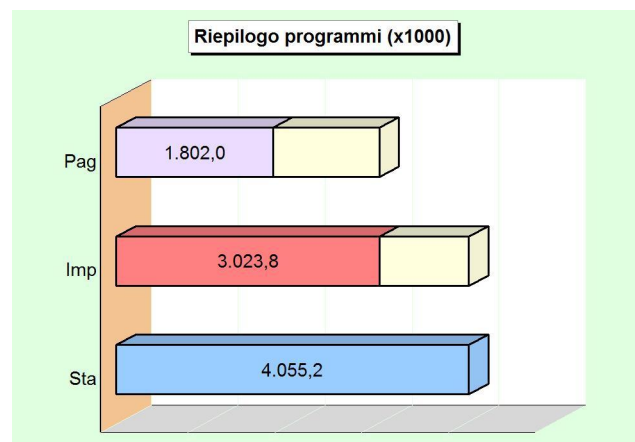 Riepilogo programmi (x1000)
Pag
1.802,0
Imp
3.023,8
Sta
4.055,2